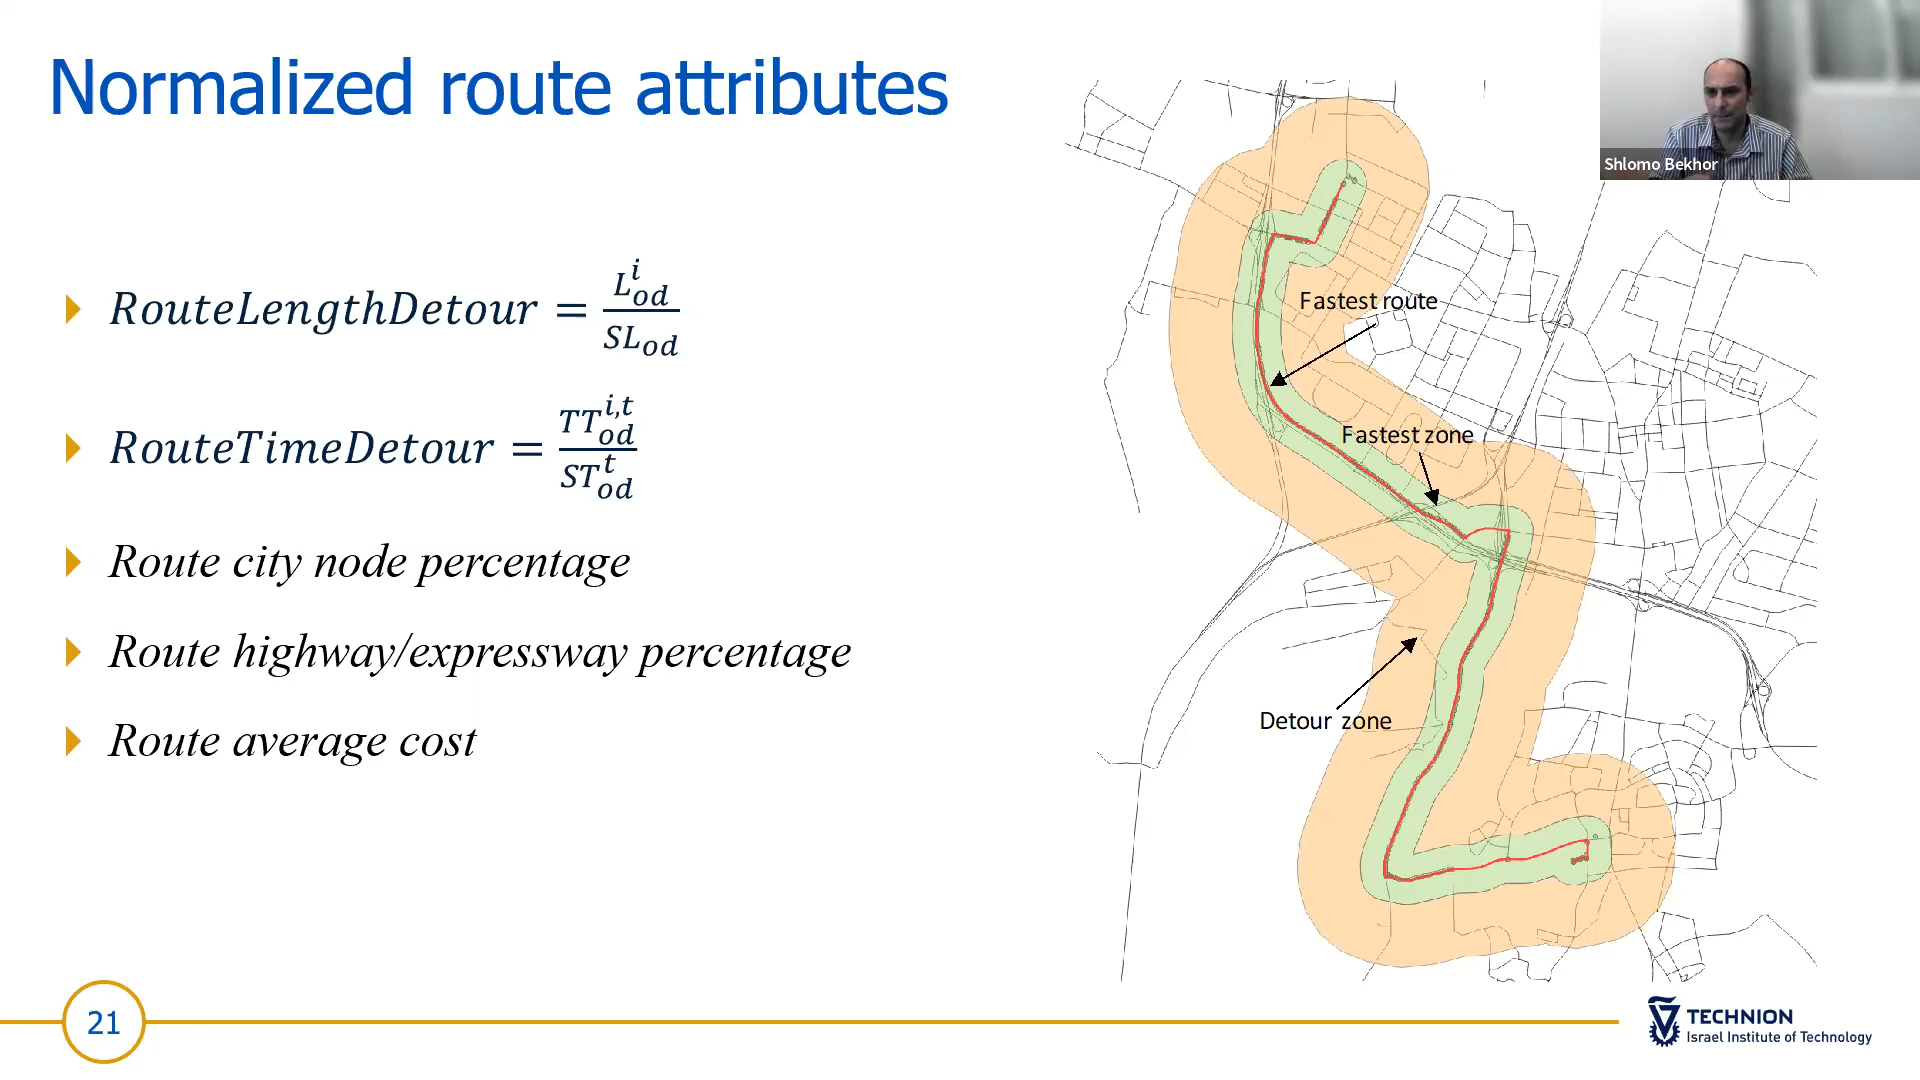 Normalized route attributes
Shlomo Bekhor
RouteLengthDetour = L^i_od / SL_od
RouteTimeDetour = TT^{i,t}_od / ST^t_od
Route city node percentage
Route highway/expressway percentage
Route average cost
Fastest route
Fastest zone
Detour zone
21
TECHNION
Israel Institute of Technology